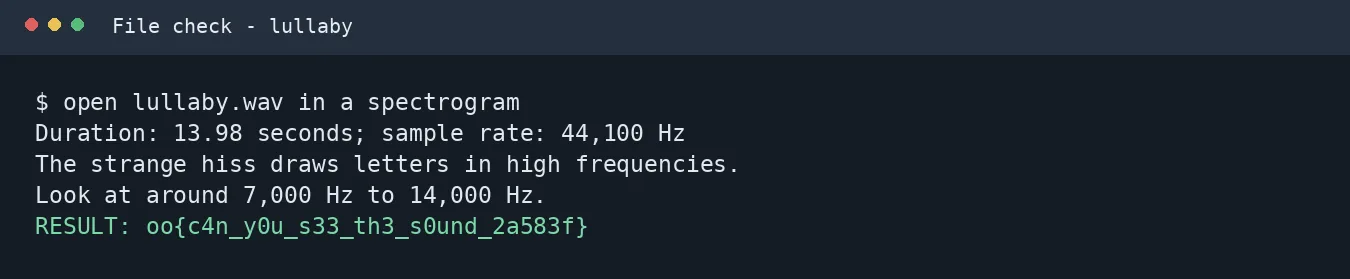 File check - lullaby
$ open lullaby.wav in a spectrogram
Duration: 13.98 seconds; sample rate: 44,100 Hz
The strange hiss draws letters in high frequencies.
Look at around 7,000 Hz to 14,000 Hz.
RESULT: oo{c4n_y0u_s33_th3_s0und_2a583f}